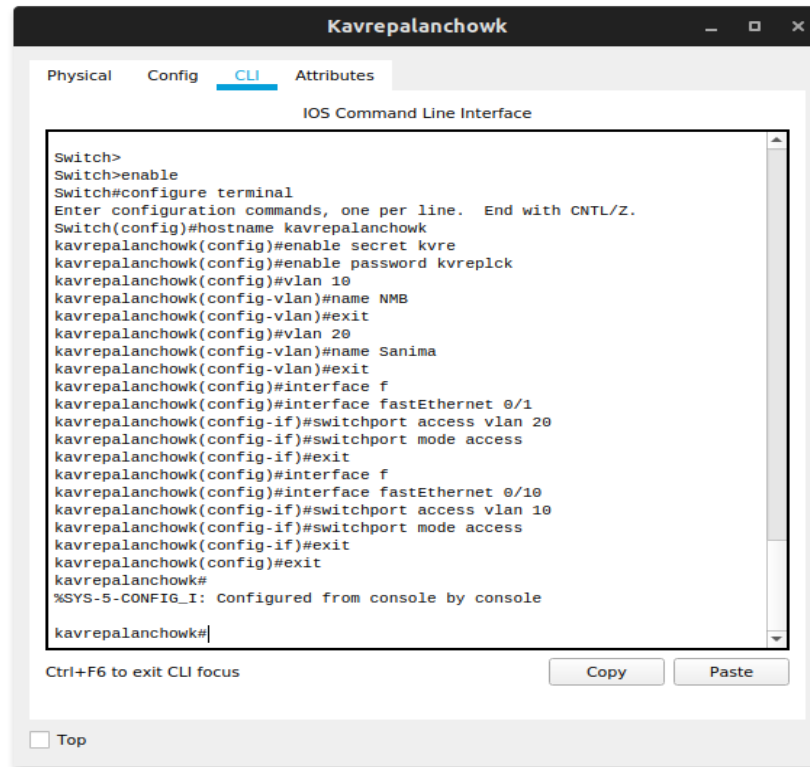 Kavrepalanchowk
Physical Config CLI Attributes
IOS Command Line Interface
Switch>
Switch>enable
Switch#configure terminal
Enter configuration commands, one per line.  End with CNTL/Z.
Switch(config)#hostname kavrepalanchowk
kavrepalanchowk(config)#enable secret kvre
kavrepalanchowk(config)#enable password kvreplck
kavrepalanchowk(config)#vlan 10
kavrepalanchowk(config-vlan)#name NMB
kavrepalanchowk(config-vlan)#exit
kavrepalanchowk(config)#vlan 20
kavrepalanchowk(config-vlan)#name Sanima
kavrepalanchowk(config-vlan)#exit
kavrepalanchowk(config)#interface f
kavrepalanchowk(config)#interface fastEthernet 0/1
kavrepalanchowk(config-if)#switchport access vlan 20
kavrepalanchowk(config-if)#switchport mode access
kavrepalanchowk(config-if)#exit
kavrepalanchowk(config)#interface f
kavrepalanchowk(config)#interface fastEthernet 0/10
kavrepalanchowk(config-if)#switchport access vlan 10
kavrepalanchowk(config-if)#switchport mode access
kavrepalanchowk(config-if)#exit
kavrepalanchowk(config)#exit
kavrepalanchowk#
%SYS-5-CONFIG_I: Configured from console by console
kavrepalanchowk#
Ctrl+F6 to exit CLI focus Copy Paste
Top